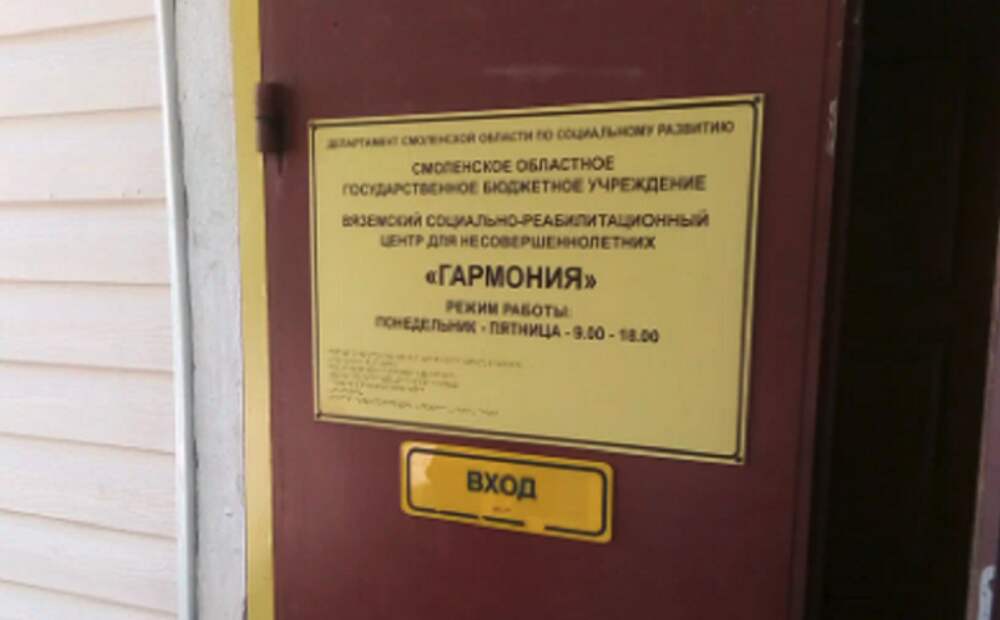 ДЕПАРТАМЕНТ СМОЛЕНСКОЙ ОБЛАСТИ ПО СОЦИАЛЬНОМУ РАЗВИТИЮ
СМОЛЕНСКОЕ ОБЛАСТНОЕ
ГОСУДАРСТВЕННОЕ БЮДЖЕТНОЕ УЧРЕЖДЕНИЕ
ВЯЗЕМСКИЙ СОЦИАЛЬНО-РЕАБИЛИТАЦИОННЫЙ
ЦЕНТР ДЛЯ НЕСОВЕРШЕННОЛЕТНИХ
«ГАРМОНИЯ»
РЕЖИМ РАБОТЫ:
ПОНЕДЕЛЬНИК - ПЯТНИЦА - 9.00 - 18.00
ВХОД